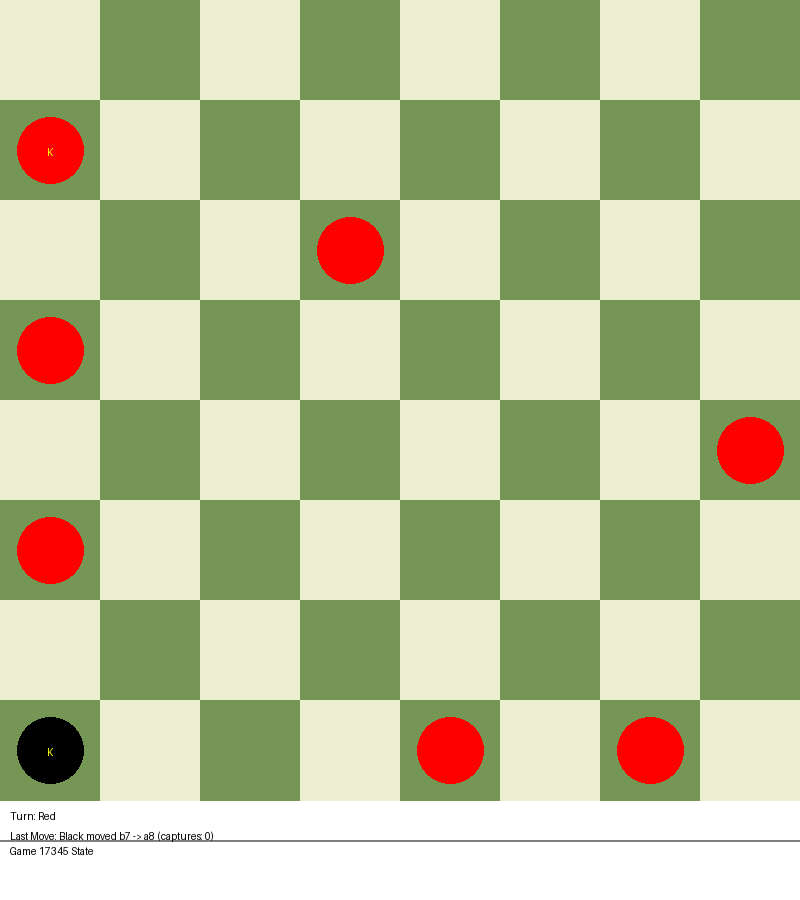 K
K
Turn: Red
Last Move: Black moved b7 -> a8 (captures: 0)
Game 17345 State